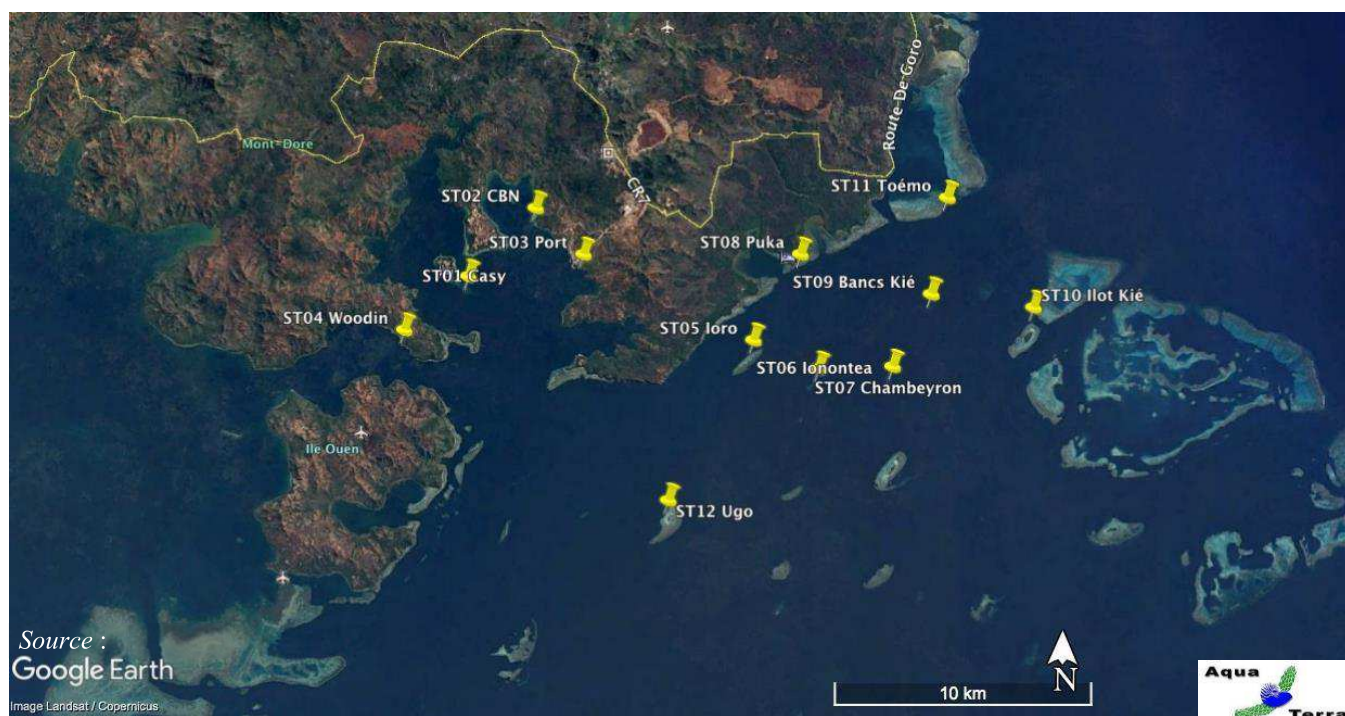 Route De Goro
Mont-Dore
ST11 Toémo
ST02 CBN
CR7
ST03 Port
ST08 Puka
ST01 Casy
ST09 Bancs Kié
ST10 Ilot Kié
ST04 Woodin
ST05 Ioro
ST06 Ionontea
ST07 Chambeyron
Ile Ouen
ST12 Ugo
Source :
Google Earth
N
10 km
Image Landsat / Copernicus
Aqua
Terra